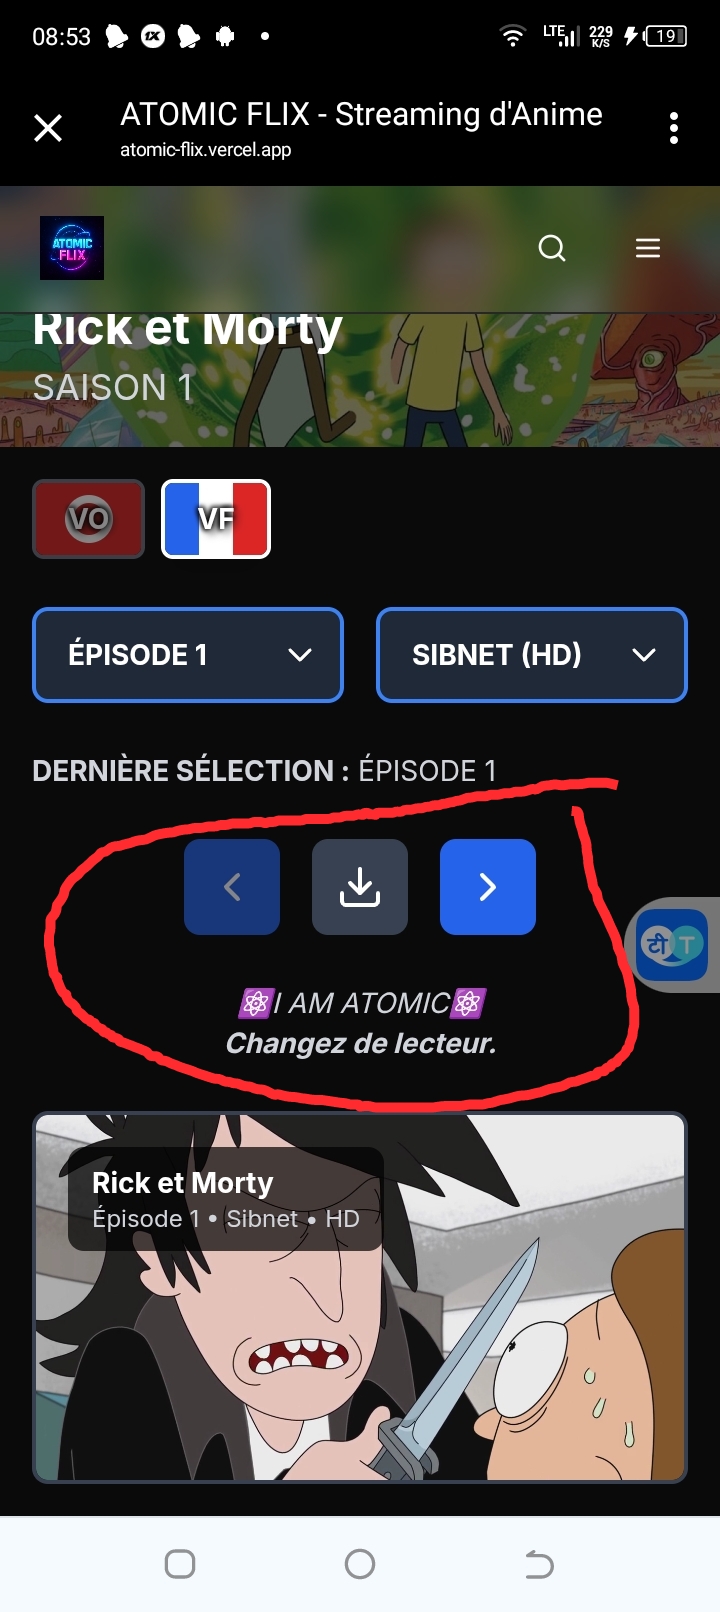 08:53
1X
LTE
229
K/S
19
ATOMIC FLIX - Streaming d'Anime
atomic-flix.vercel.app
ATOMIC
FLIX
Rick et Morty
SAISON 1
VO
VF
ÉPISODE 1
SIBNET (HD)
DERNIÈRE SÉLECTION : ÉPISODE 1
टी T
⚛️I AM ATOMIC⚛️
Changez de lecteur.
Rick et Morty
Épisode 1 • Sibnet • HD